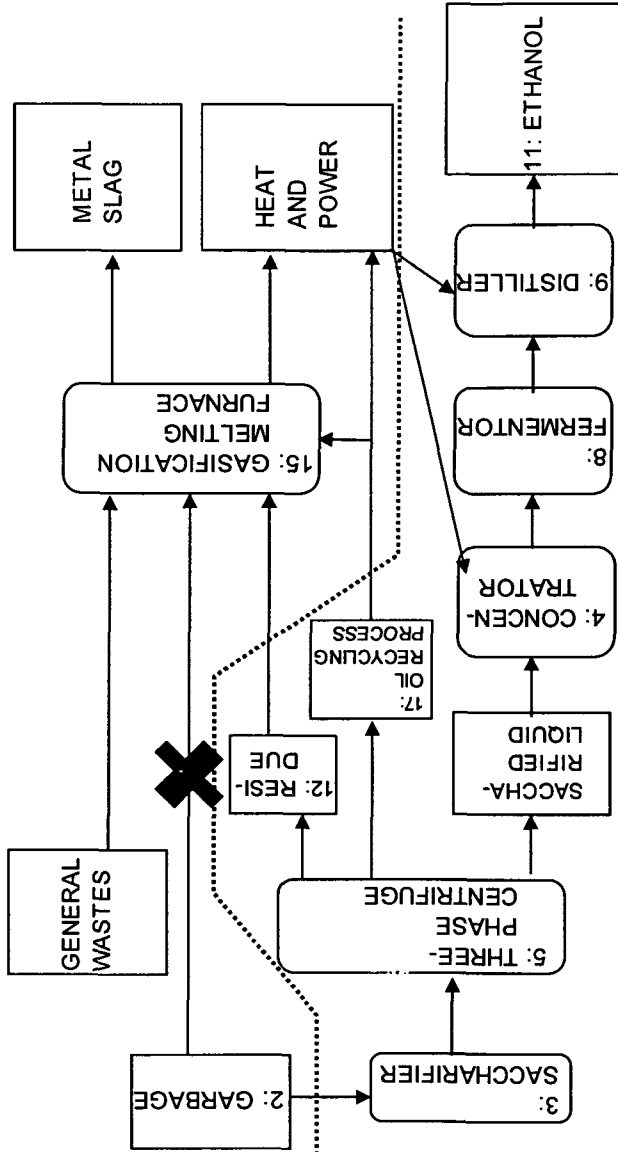 METAL
SLAG
HEAT
AND
POWER
11: ETHANOL
15: GASIFICATION
MELTING
FURNACE
9: DISTILLER
8:
FERMENTOR
4: CONCEN-
TRATOR
17:
OIL
RECYCLING
PROCESS
12: RESI-
DUE
SACCHA-
RIFIED
LIQUID
GENERAL
WASTES
5: THREE-
PHASE
CENTRIFUGE
2: GARBAGE
3:
SACCHARIFIER